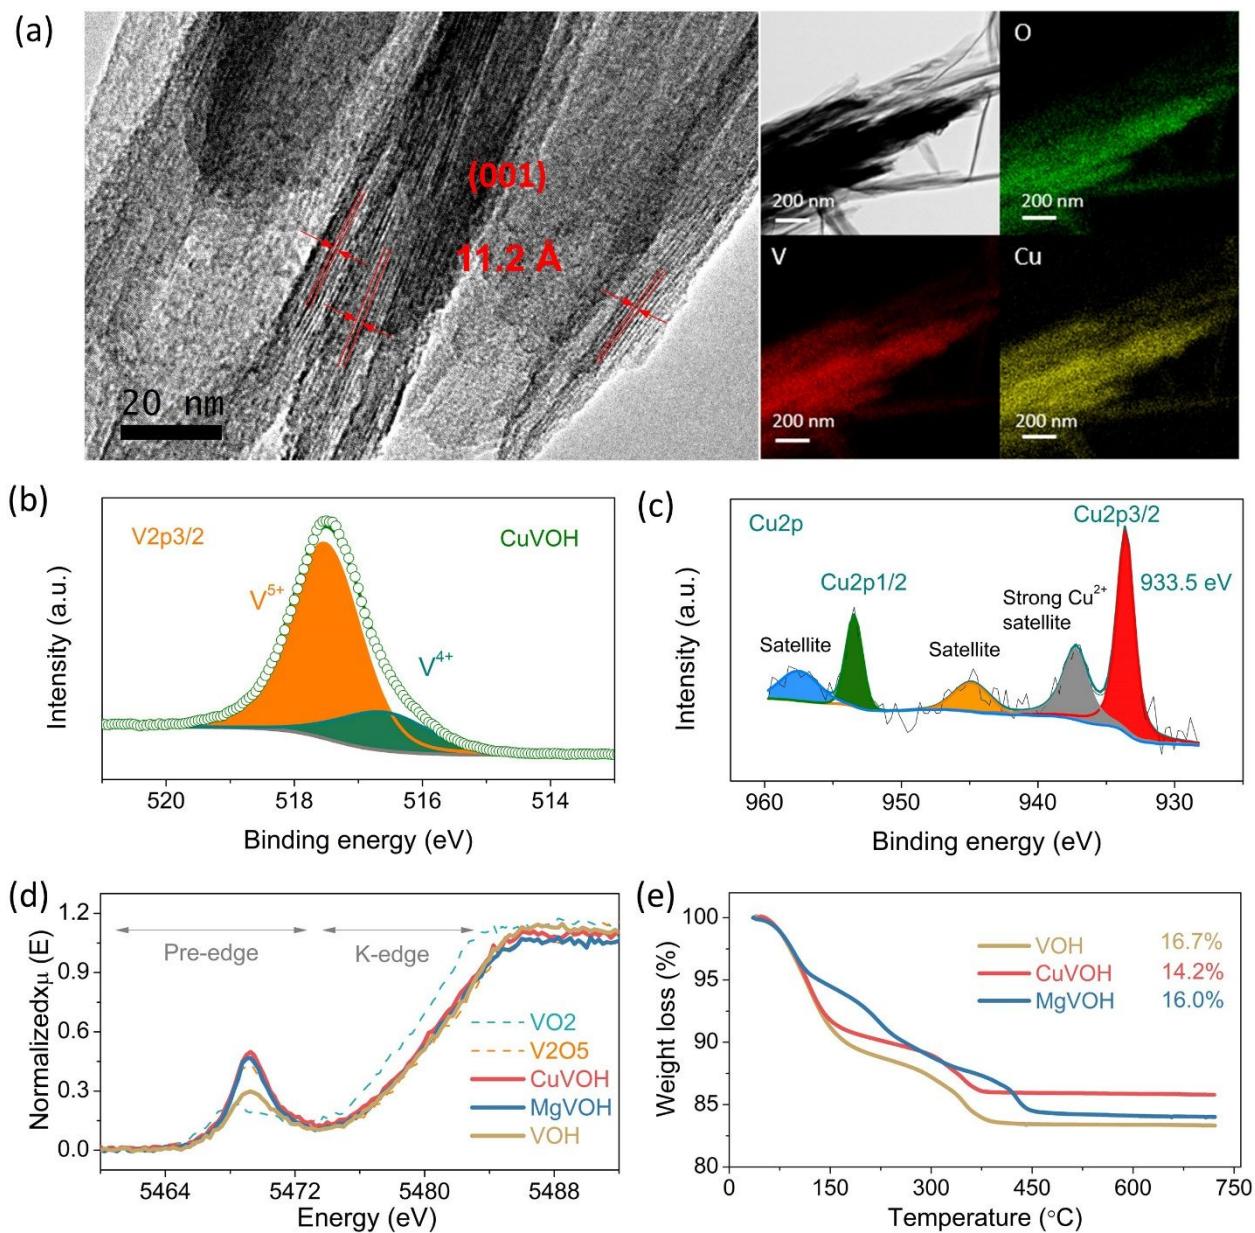 (a)
(001)
11.2 Å
20 nm
200 nm
O
200 nm
V
200 nm
Cu
200 nm
(b)
V2p3/2
CuVOH
V5+
V4+
Intensity (a.u.)
520
518
516
514
Binding energy (eV)
(c)
Cu2p
Cu2p3/2
Cu2p1/2
933.5 eV
Strong Cu2+
satellite
Satellite
Satellite
Intensity (a.u.)
960
950
940
930
Binding energy (eV)
(d)
Normalizedxμ (E)
1.2
0.9
0.6
0.3
0.0
Pre-edge
K-edge
VO2
V2O5
CuVOH
MgVOH
VOH
5464
5472
5480
5488
Energy (eV)
(e)
Weight loss (%)
100
95
90
85
80
VOH 16.7%
CuVOH 14.2%
MgVOH 16.0%
0
150
300
450
600
750
Temperature (°C)